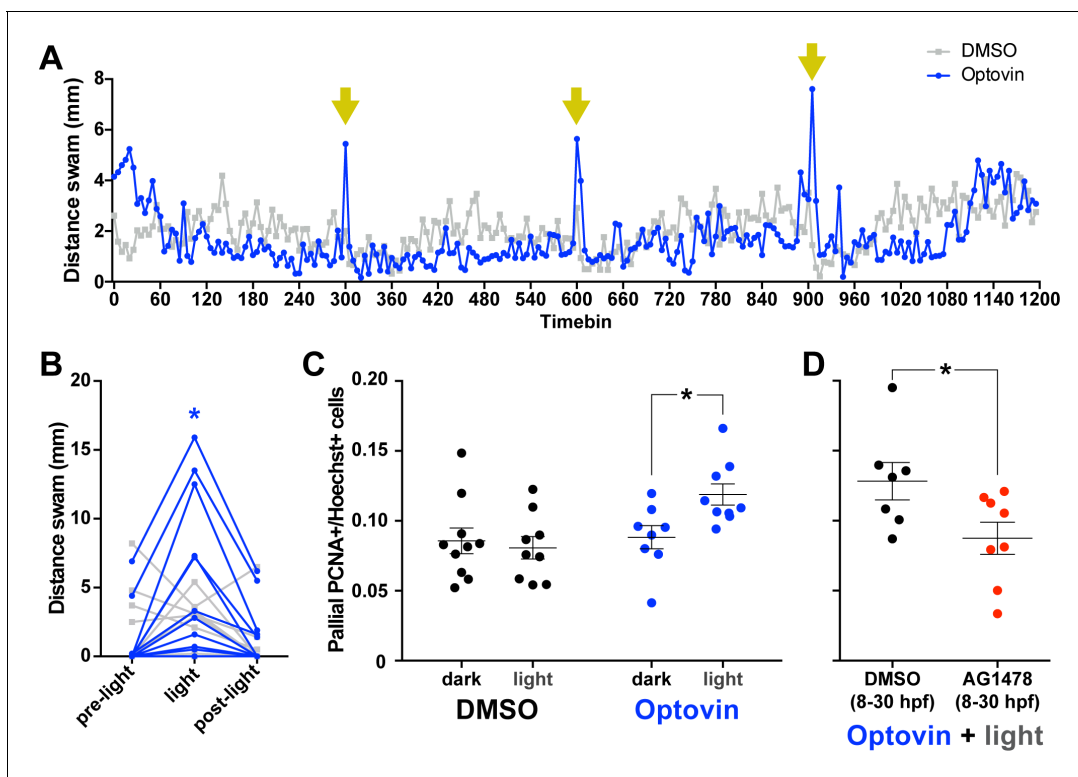 A
DMSO
Optovin
Distance swam (mm)
8
6
4
2
0
0 60 120 180 240 300 360 420 480 540 600 660 720 780 840 900 960 1020 1080 1140 1200
Timebin
B
Distance swam (mm)
20
15
10
5
0
*
pre-light
light
post-light
C
Pallial PCNA+/Hoechst+ cells
0.20
0.15
0.10
0.05
0
*
dark light dark light
DMSO Optovin
D
*
DMSO AG1478
(8-30 hpf) (8-30 hpf)
Optovin + light